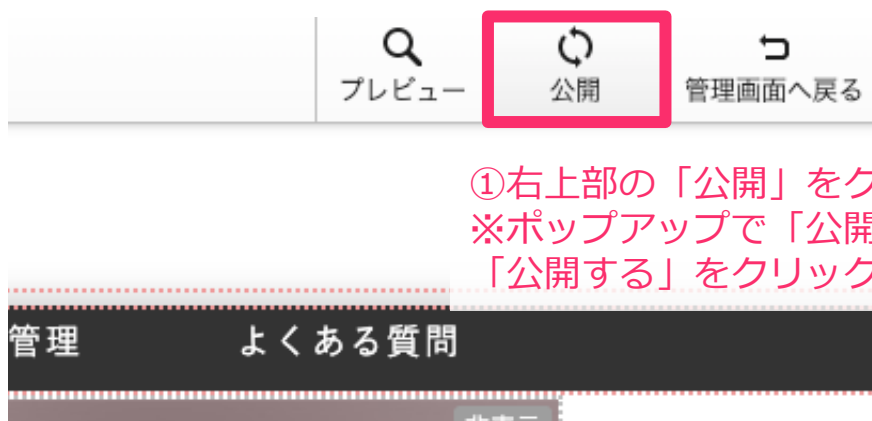 プレビュー 公開 管理画面へ戻る
①右上部の「公開」をク
※ポップアップで「公開
「公開する」をクリック
管理 よくある質問